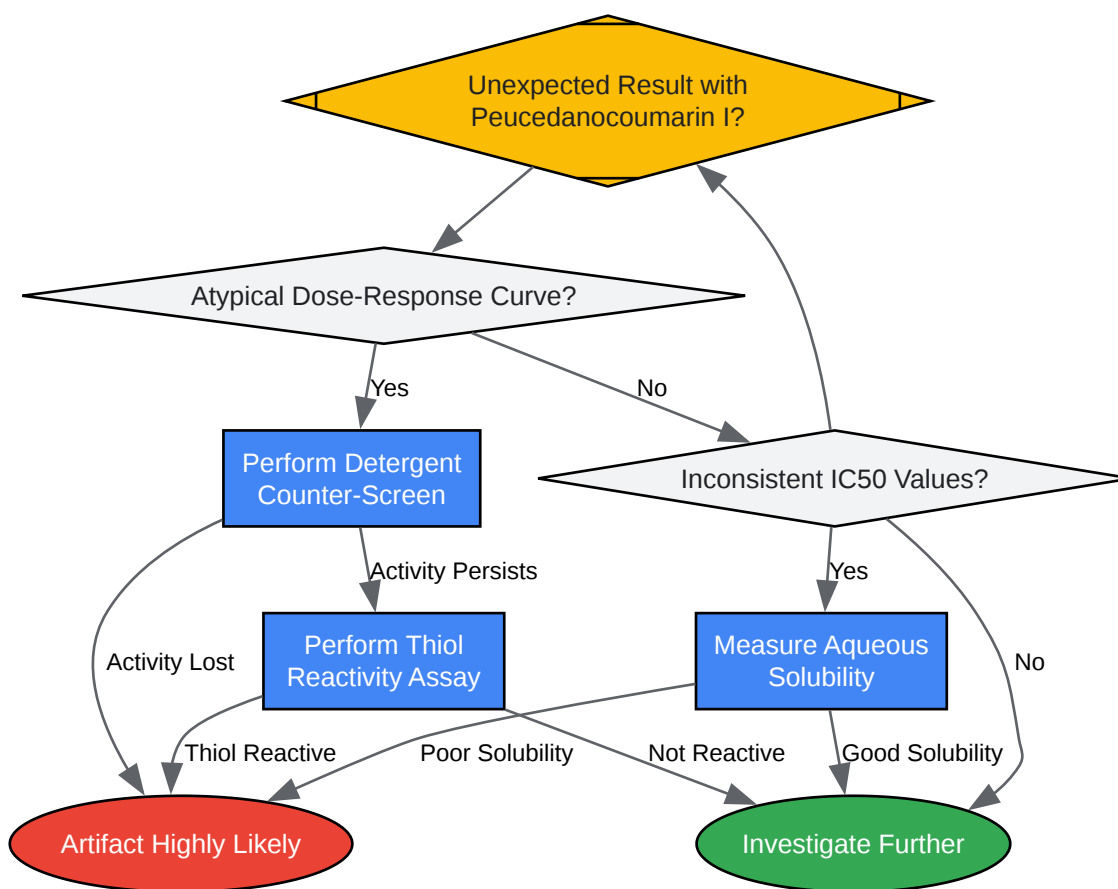 Unexpected Result with
Peucedanocoumarin I?
Atypical Dose-Response Curve?
Yes
No
Perform Detergent
Counter-Screen
Inconsistent IC50 Values?
Activity Persists
Yes
Activity Lost
Perform Thiol
Reactivity Assay
Measure Aqueous
Solubility
No
Thiol Reactive
Poor Solubility
Not Reactive
Good Solubility
Artifact Highly Likely
Investigate Further